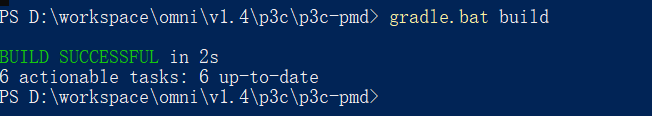 PS D:\workspace\omni\v1.4\p3c\p3c-pmd> gradle.bat build
BUILD SUCCESSFUL in 2s
6 actionable tasks: 6 up-to-date
PS D:\workspace\omni\v1.4\p3c\p3c-pmd>